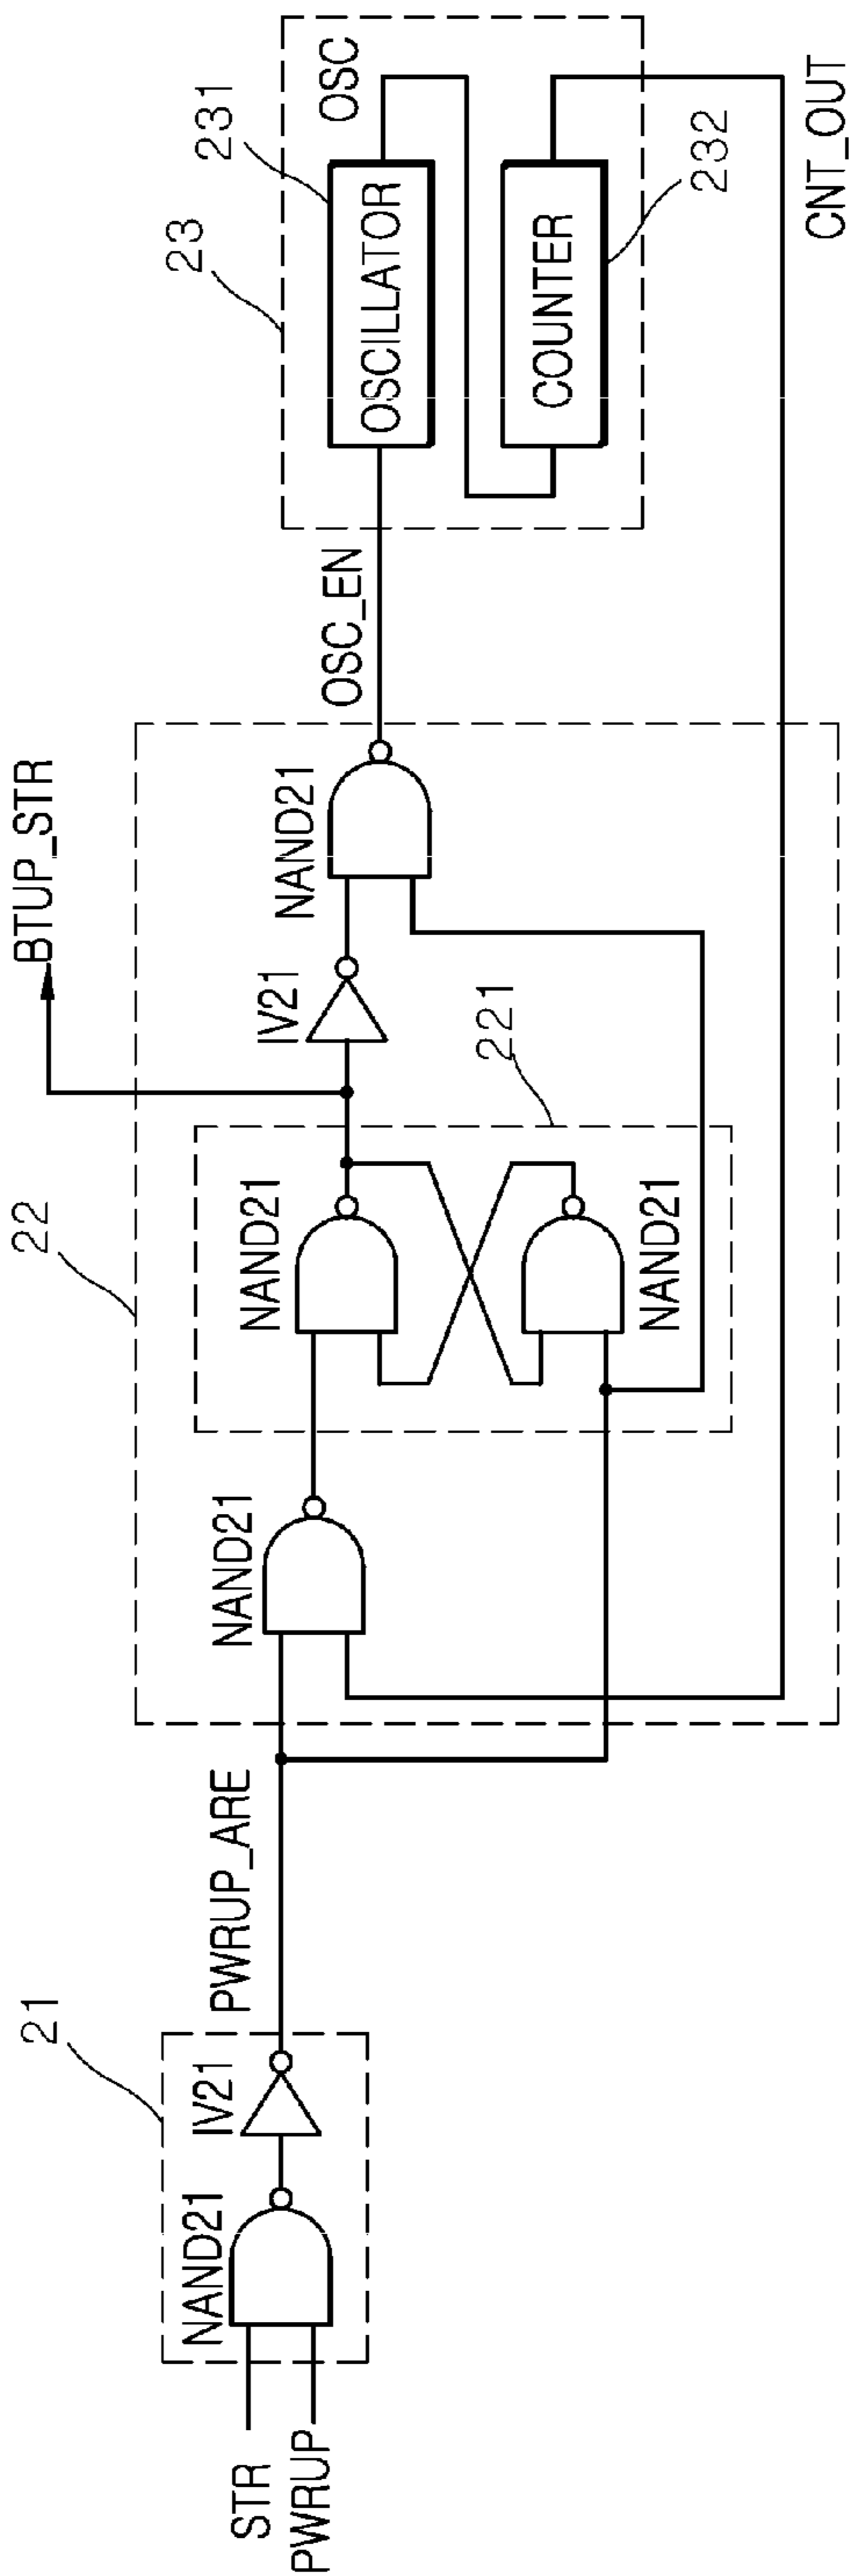 STR
PWRUP
NAND21
IV21
21
PWRUP_ARE
22
NAND21
NAND21
NAND21
221
BTUP_STR
IV21
NAND21
OSC_EN
23
231
OSCILLATOR
OSC
COUNTER
232
CNT_OUT